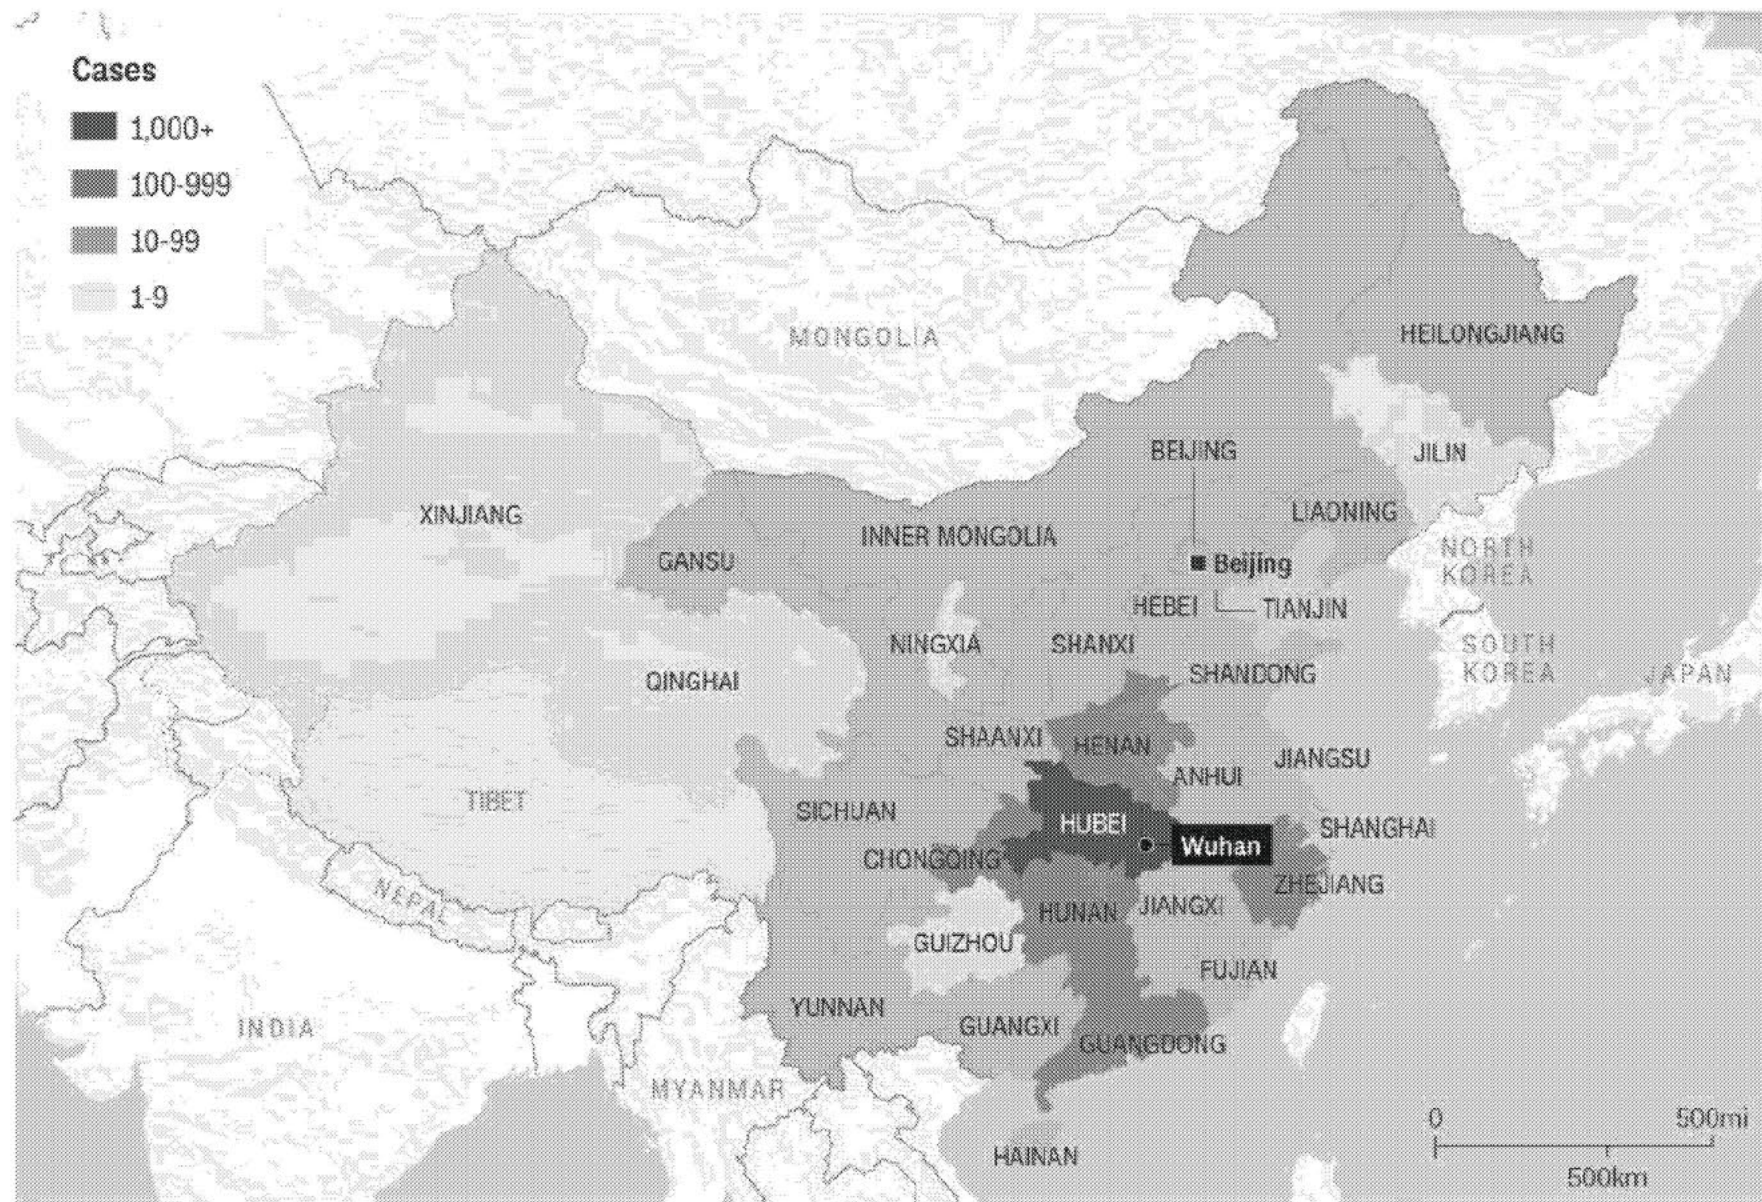 Cases
1,000+
100-999
10-99
1-9
MONGOLIA
HEILONGJIANG
BEIJING
JILIN
XINJIANG
LIAONING
INNER MONGOLIA
GANSU
NORTH
KOREA
Beijing
HEBEI
TIANJIN
NINGXIA
SHANXI
SOUTH
KOREA
QINGHAI
SHANDONG
JAPAN
SHAANXI
HENAN
JIANGSU
ANHUI
TIBET
SICHUAN
HUBEI
Wuhan
SHANGHAI
CHONGQING
NEPAL
ZHEJIANG
HUNAN
JIANGXI
GUIZHOU
FUJIAN
YUNNAN
INDIA
GUANGXI
GUANGDONG
MYANMAR
0
500mi
HAINAN
500km